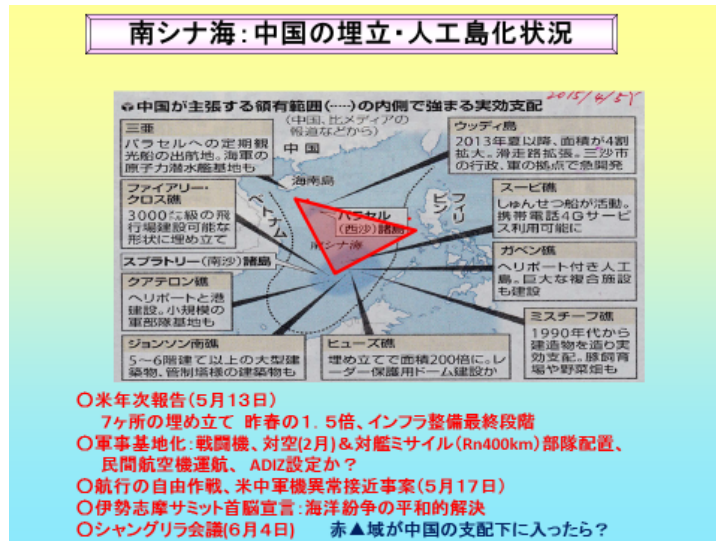 南シナ海：中国の埋立・人工島化状況
2015/4/5
中国が主張する領有範囲(……)の内側で強まる実効支配
(中国、比メディアの
報道などから)
三亜
パラセルへの定期観
光船の出航地。海軍の
原子力潜水艦基地も
中国
海南島
ウッディ島
2013年夏以降、面積が4割
拡大。滑走路拡張。三沙市
の行政、軍の拠点で急開発
ファイアリー・
クロス礁
3000㍍級の飛
行場建設可能な
形状に埋め立て
ベトナム
パラセル
(西沙)諸島
南シナ海
フィリピン
スービ礁
しゅんせつ船が活動。
携帯電話4Gサービ
ス利用可能に
スプラトリー(南沙)諸島
ガベン礁
ヘリポート付き人工
島。巨大な複合施設
も建設
クアテロン礁
ヘリポートと港
建設。小規模の
軍部隊基地も
ミスチーフ礁
1990年代から
建造物を造り実
効支配。豚飼育
場や野菜畑も
ジョンソン南礁
5～6階建て以上の大型建
築物、管制塔様の建築物も
ヒューズ礁
埋め立てで面積200倍に。レ
ーダー保護用ドーム建設か
〇米年次報告(５月１３日)
７ヶ所の埋め立て 昨春の１．５倍、インフラ整備最終段階
〇軍事基地化：戦闘機、対空(2月)＆対艦ミサイル（Rn400km）部隊配置、
民間航空機運航、 ADIZ設定か？
〇航行の自由作戦、米中軍機異常接近事案(５月１７日)
〇伊勢志摩サミット首脳宣言：海洋紛争の平和的解決
〇シャングリラ会議(６月４日) 赤▲域が中国の支配下に入ったら？